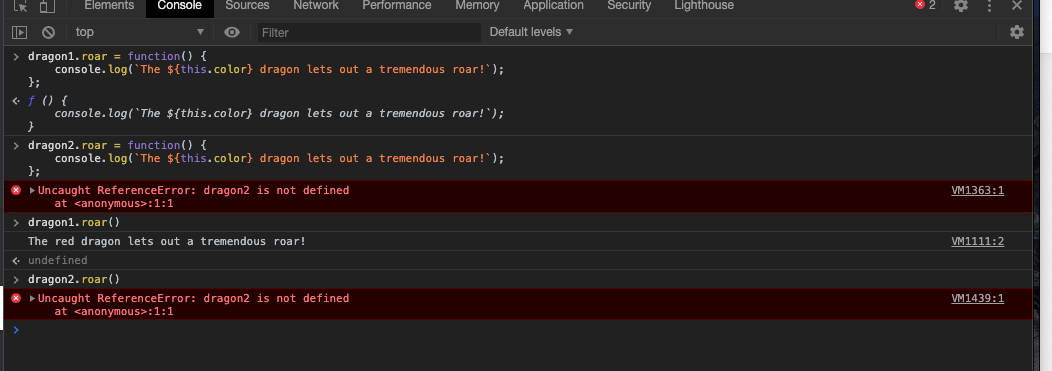 Elements Console Sources Network Performance Memory Application Security Lighthouse 2
top Filter Default levels
dragon1.roar = function() {
console.log(`The ${this.color} dragon lets out a tremendous roar!`);
};
ƒ () {
console.log(`The ${this.color} dragon lets out a tremendous roar!`);
}
dragon2.roar = function() {
console.log(`The ${this.color} dragon lets out a tremendous roar!`);
};
Uncaught ReferenceError: dragon2 is not defined VM1363:1
at <anonymous>:1:1
dragon1.roar()
The red dragon lets out a tremendous roar! VM1111:2
undefined
dragon2.roar()
Uncaught ReferenceError: dragon2 is not defined VM1439:1
at <anonymous>:1:1